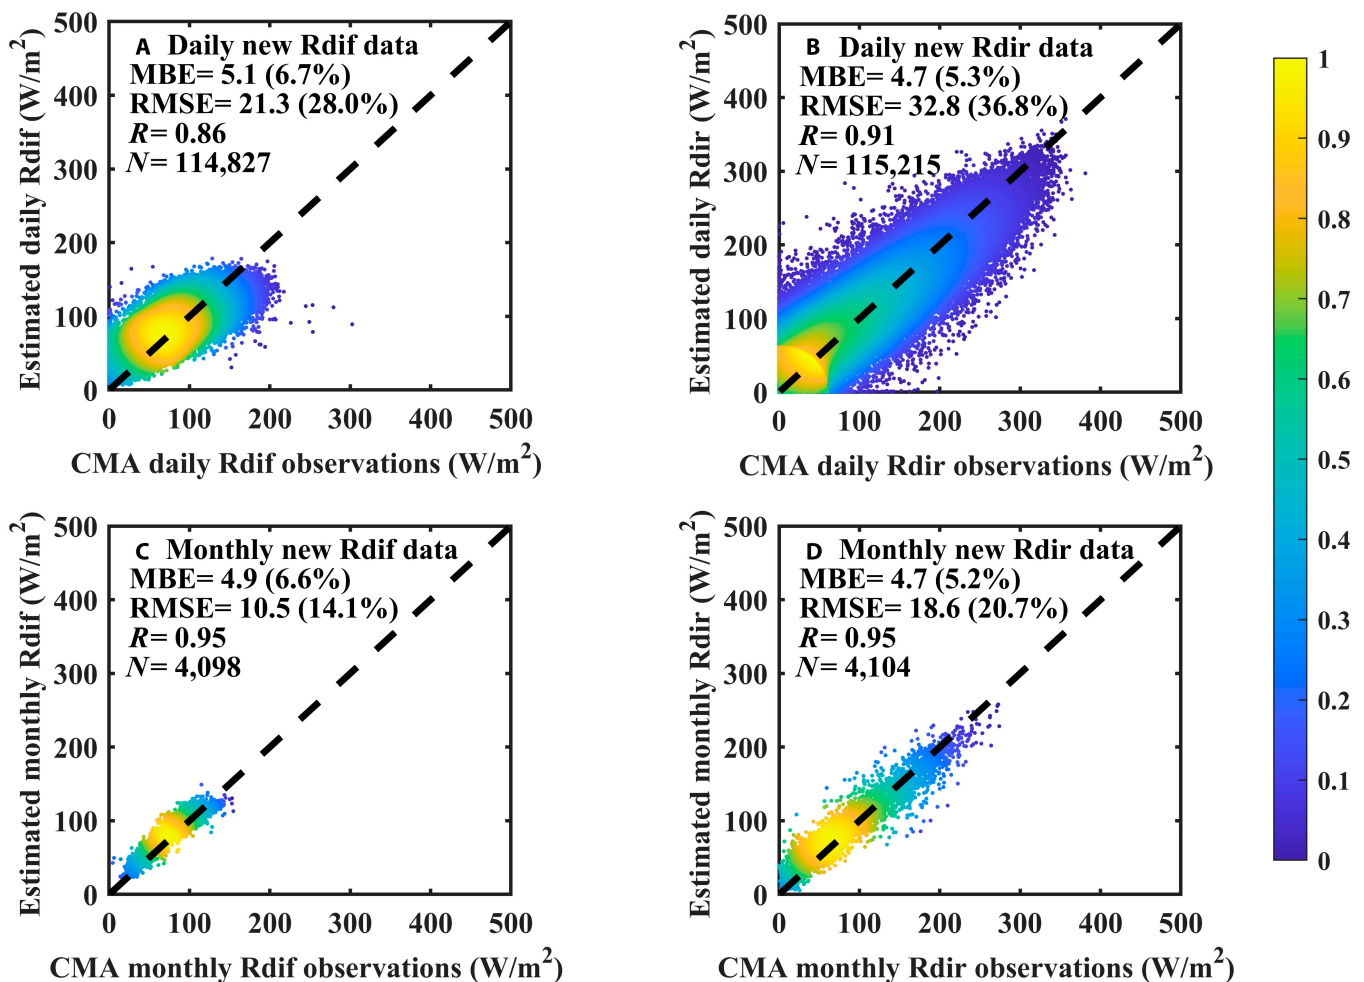 A Daily new Rdif data
MBE= 5.1 (6.7%)
RMSE= 21.3 (28.0%)
R= 0.86
N= 114,827
500
400
300
200
100
0
0 100 200 300 400 500
Estimated daily Rdif (W/m²)
CMA daily Rdif observations (W/m²)
B Daily new Rdir data
MBE= 4.7 (5.3%)
RMSE= 32.8 (36.8%)
R= 0.91
N= 115,215
500
400
300
200
100
0
0 100 200 300 400 500
Estimated daily Rdir (W/m²)
CMA daily Rdir observations (W/m²)
C Monthly new Rdif data
MBE= 4.9 (6.6%)
RMSE= 10.5 (14.1%)
R= 0.95
N= 4,098
500
400
300
200
100
0
0 100 200 300 400 500
Estimated monthly Rdif (W/m²)
CMA monthly Rdif observations (W/m²)
D Monthly new Rdir data
MBE= 4.7 (5.2%)
RMSE= 18.6 (20.7%)
R= 0.95
N= 4,104
500
400
300
200
100
0
0 100 200 300 400 500
Estimated monthly Rdir (W/m²)
CMA monthly Rdir observations (W/m²)
1
0.9
0.8
0.7
0.6
0.5
0.4
0.3
0.2
0.1
0